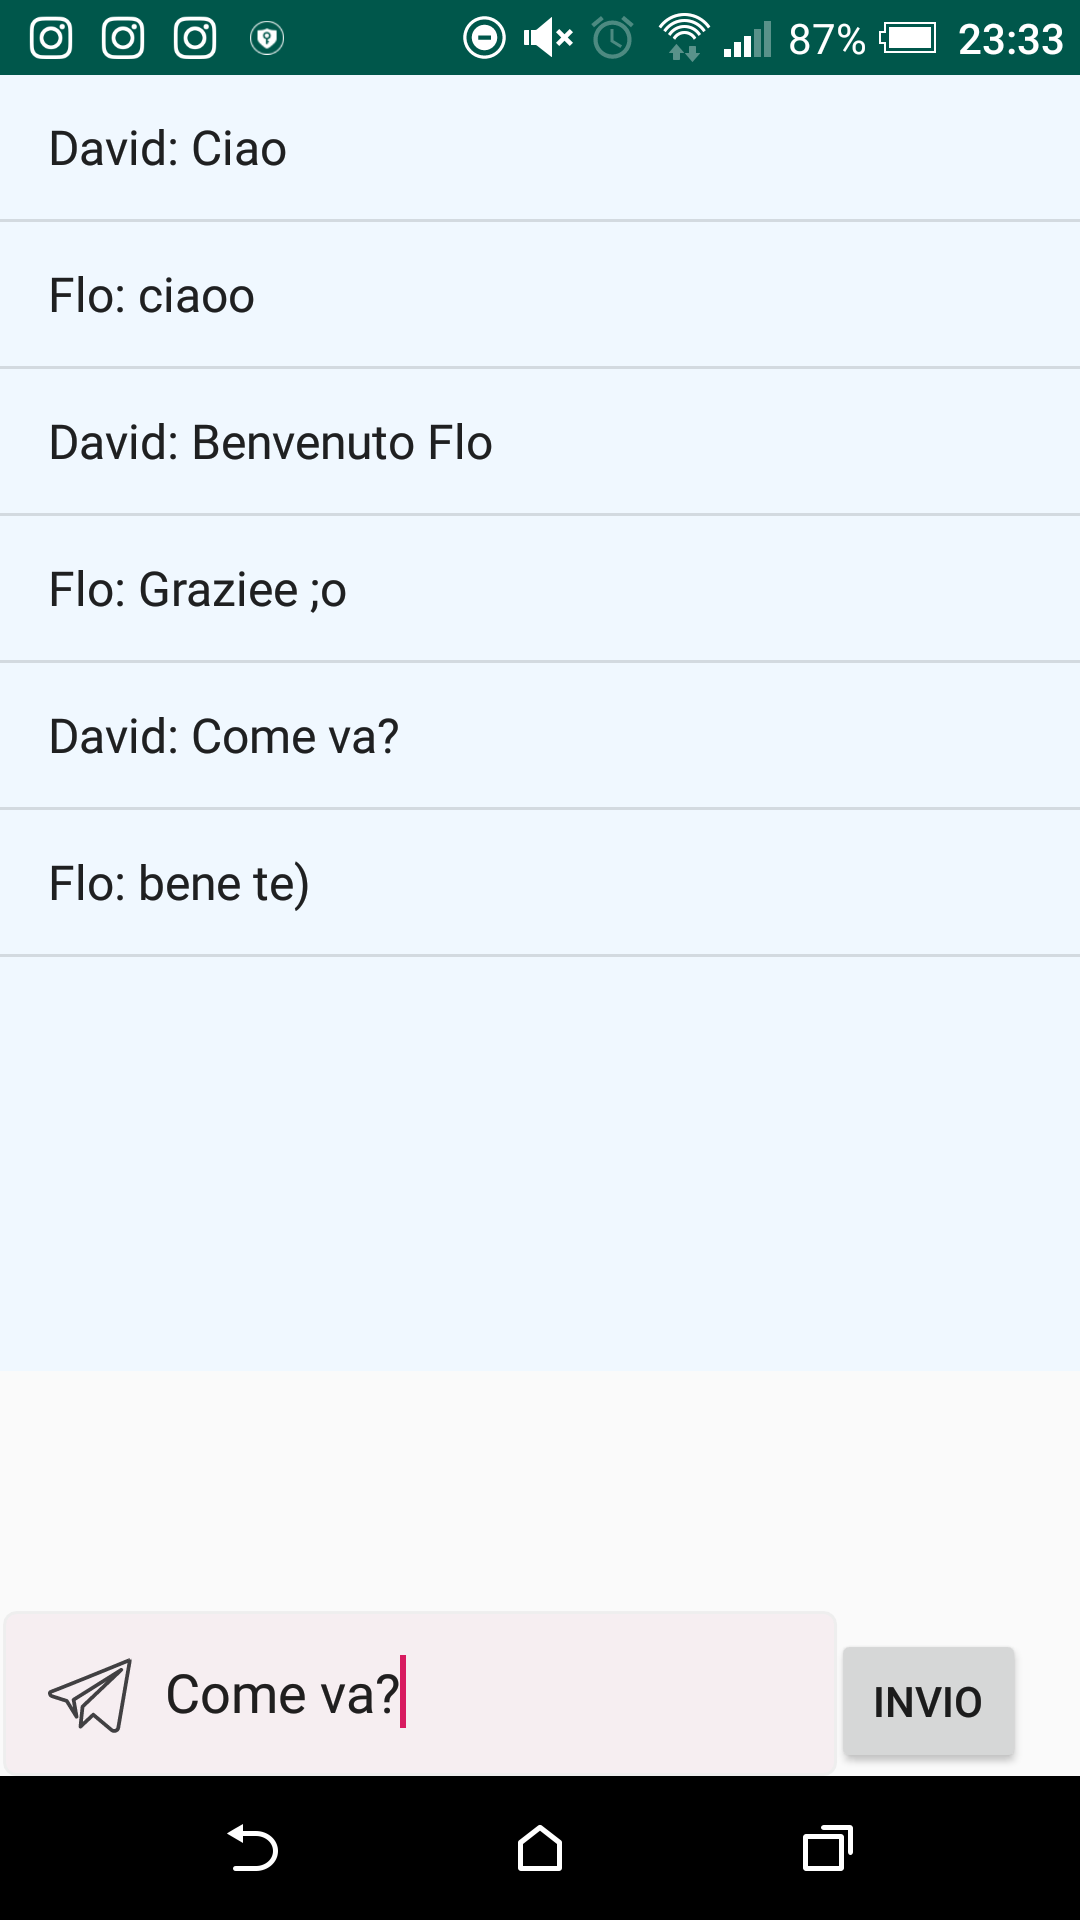 87% 23:33
David: Ciao
Flo: ciaoo
David: Benvenuto Flo
Flo: Graziee ;o
David: Come va?
Flo: bene te)
Come va?
INVIO